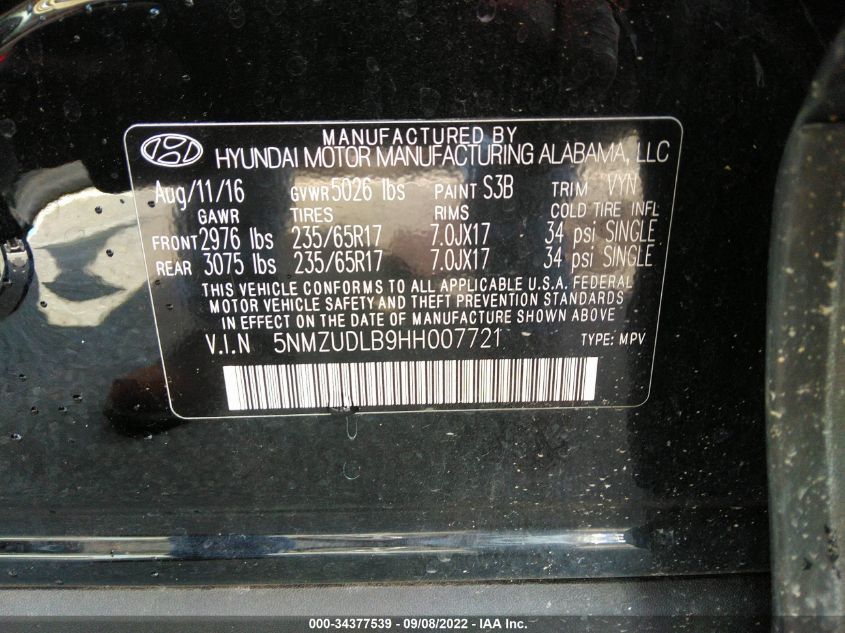 MANUFACTURED BY
HYUNDAI MOTOR MANUFACTURING ALABAMA, LLC
Aug/11/16 GVWR 5026 lbs PAINT S3B TRIM VYN
GAWR TIRES RIMS COLD TIRE INFL
FRONT 2976 lbs 235/65R17 7.0JX17 34 psi SINGLE
REAR 3075 lbs 235/65R17 7.0JX17 34 psi SINGLE
THIS VEHICLE CONFORMS TO ALL APPLICABLE U.S.A. FEDERAL
MOTOR VEHICLE SAFETY AND THEFT PREVENTION STANDARDS
IN EFFECT ON THE DATE OF MANUFACTURE SHOWN ABOVE
V.I.N 5NMZUDLB9HH007721 TYPE: MPV
000-34377539 - 09/08/2022 - IAA Inc.